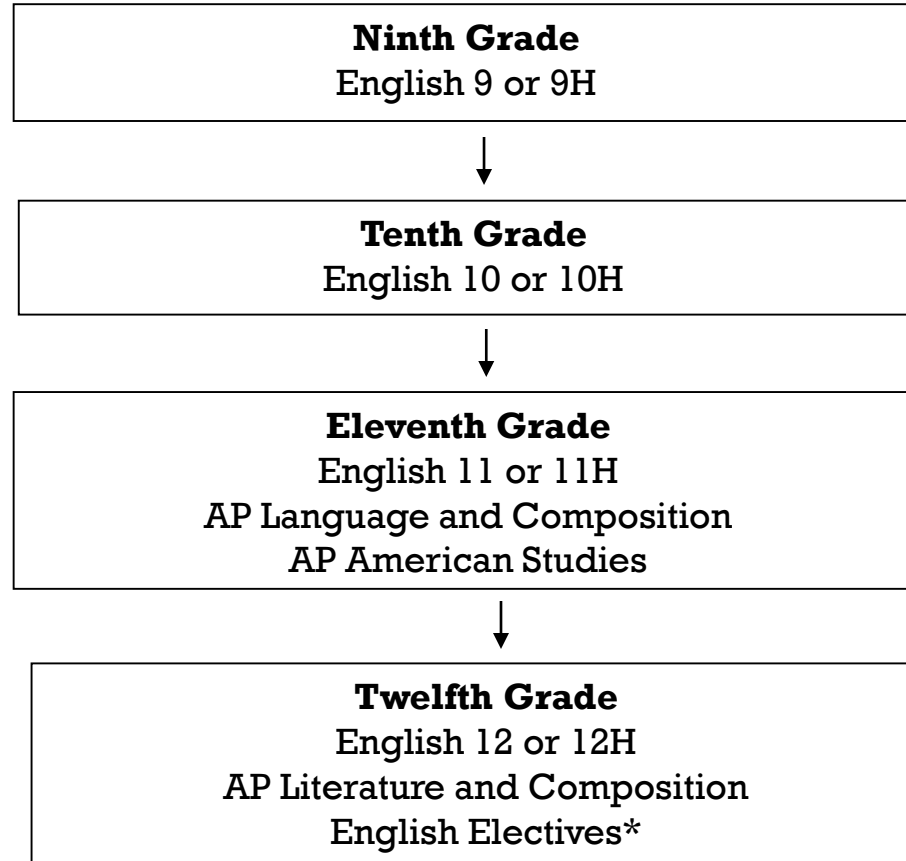 Ninth Grade
English 9 or 9H
Tenth Grade
English 10 or 10H
Eleventh Grade
English 11 or 11H
AP Language and Composition
AP American Studies
Twelfth Grade
English 12 or 12H
AP Literature and Composition
English Electives*